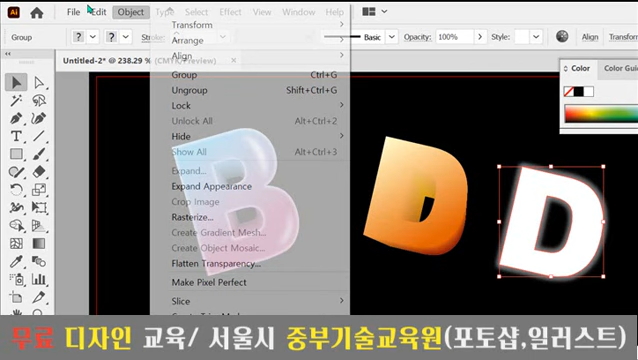 Ai File Edit Object Type Select Effect View Window Help
Group ? ? Stroke: Basic Opacity: 100% Style: Align Transform
Untitled-2* @ 238.29 % (CMYK/Preview)
Transform
Arrange
Align
Group Ctrl+G
Ungroup Shift+Ctrl+G
Lock
Unlock All Alt+Ctrl+2
Hide
Show All Alt+Ctrl+3
Expand...
Expand Appearance
Crop Image
Rasterize...
Create Gradient Mesh...
Create Object Mosaic...
Flatten Transparency...
Make Pixel Perfect
Slice
Color Color Guid
B D D
무료 디자인 교육/ 서울시 중부기술교육원(포토샵,일러스트)